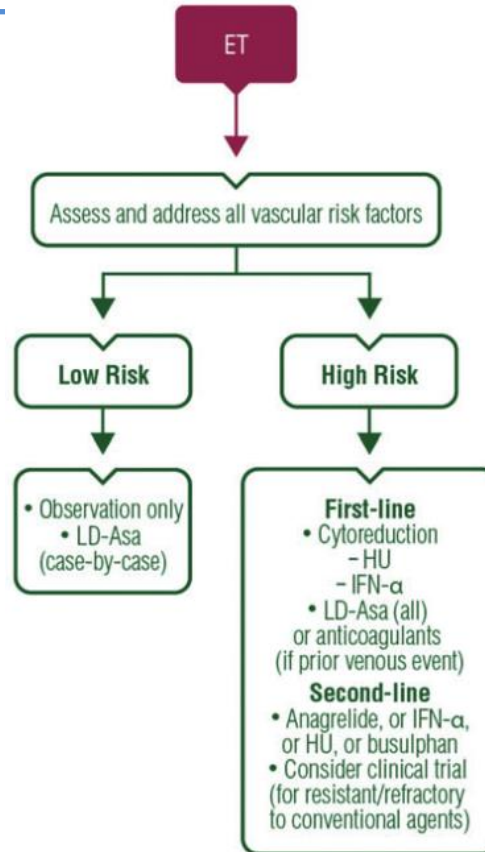 ET
Assess and address all vascular risk factors
Low Risk
High Risk
• Observation only
• LD-Asa
(case-by-case)
First-line
• Cytoreduction
– HU
– IFN-α
• LD-Asa (all)
or anticoagulants
(if prior venous event)
Second-line
• Anagrelide, or IFN-α,
or HU, or busulphan
• Consider clinical trial
(for resistant/refractory
to conventional agents)